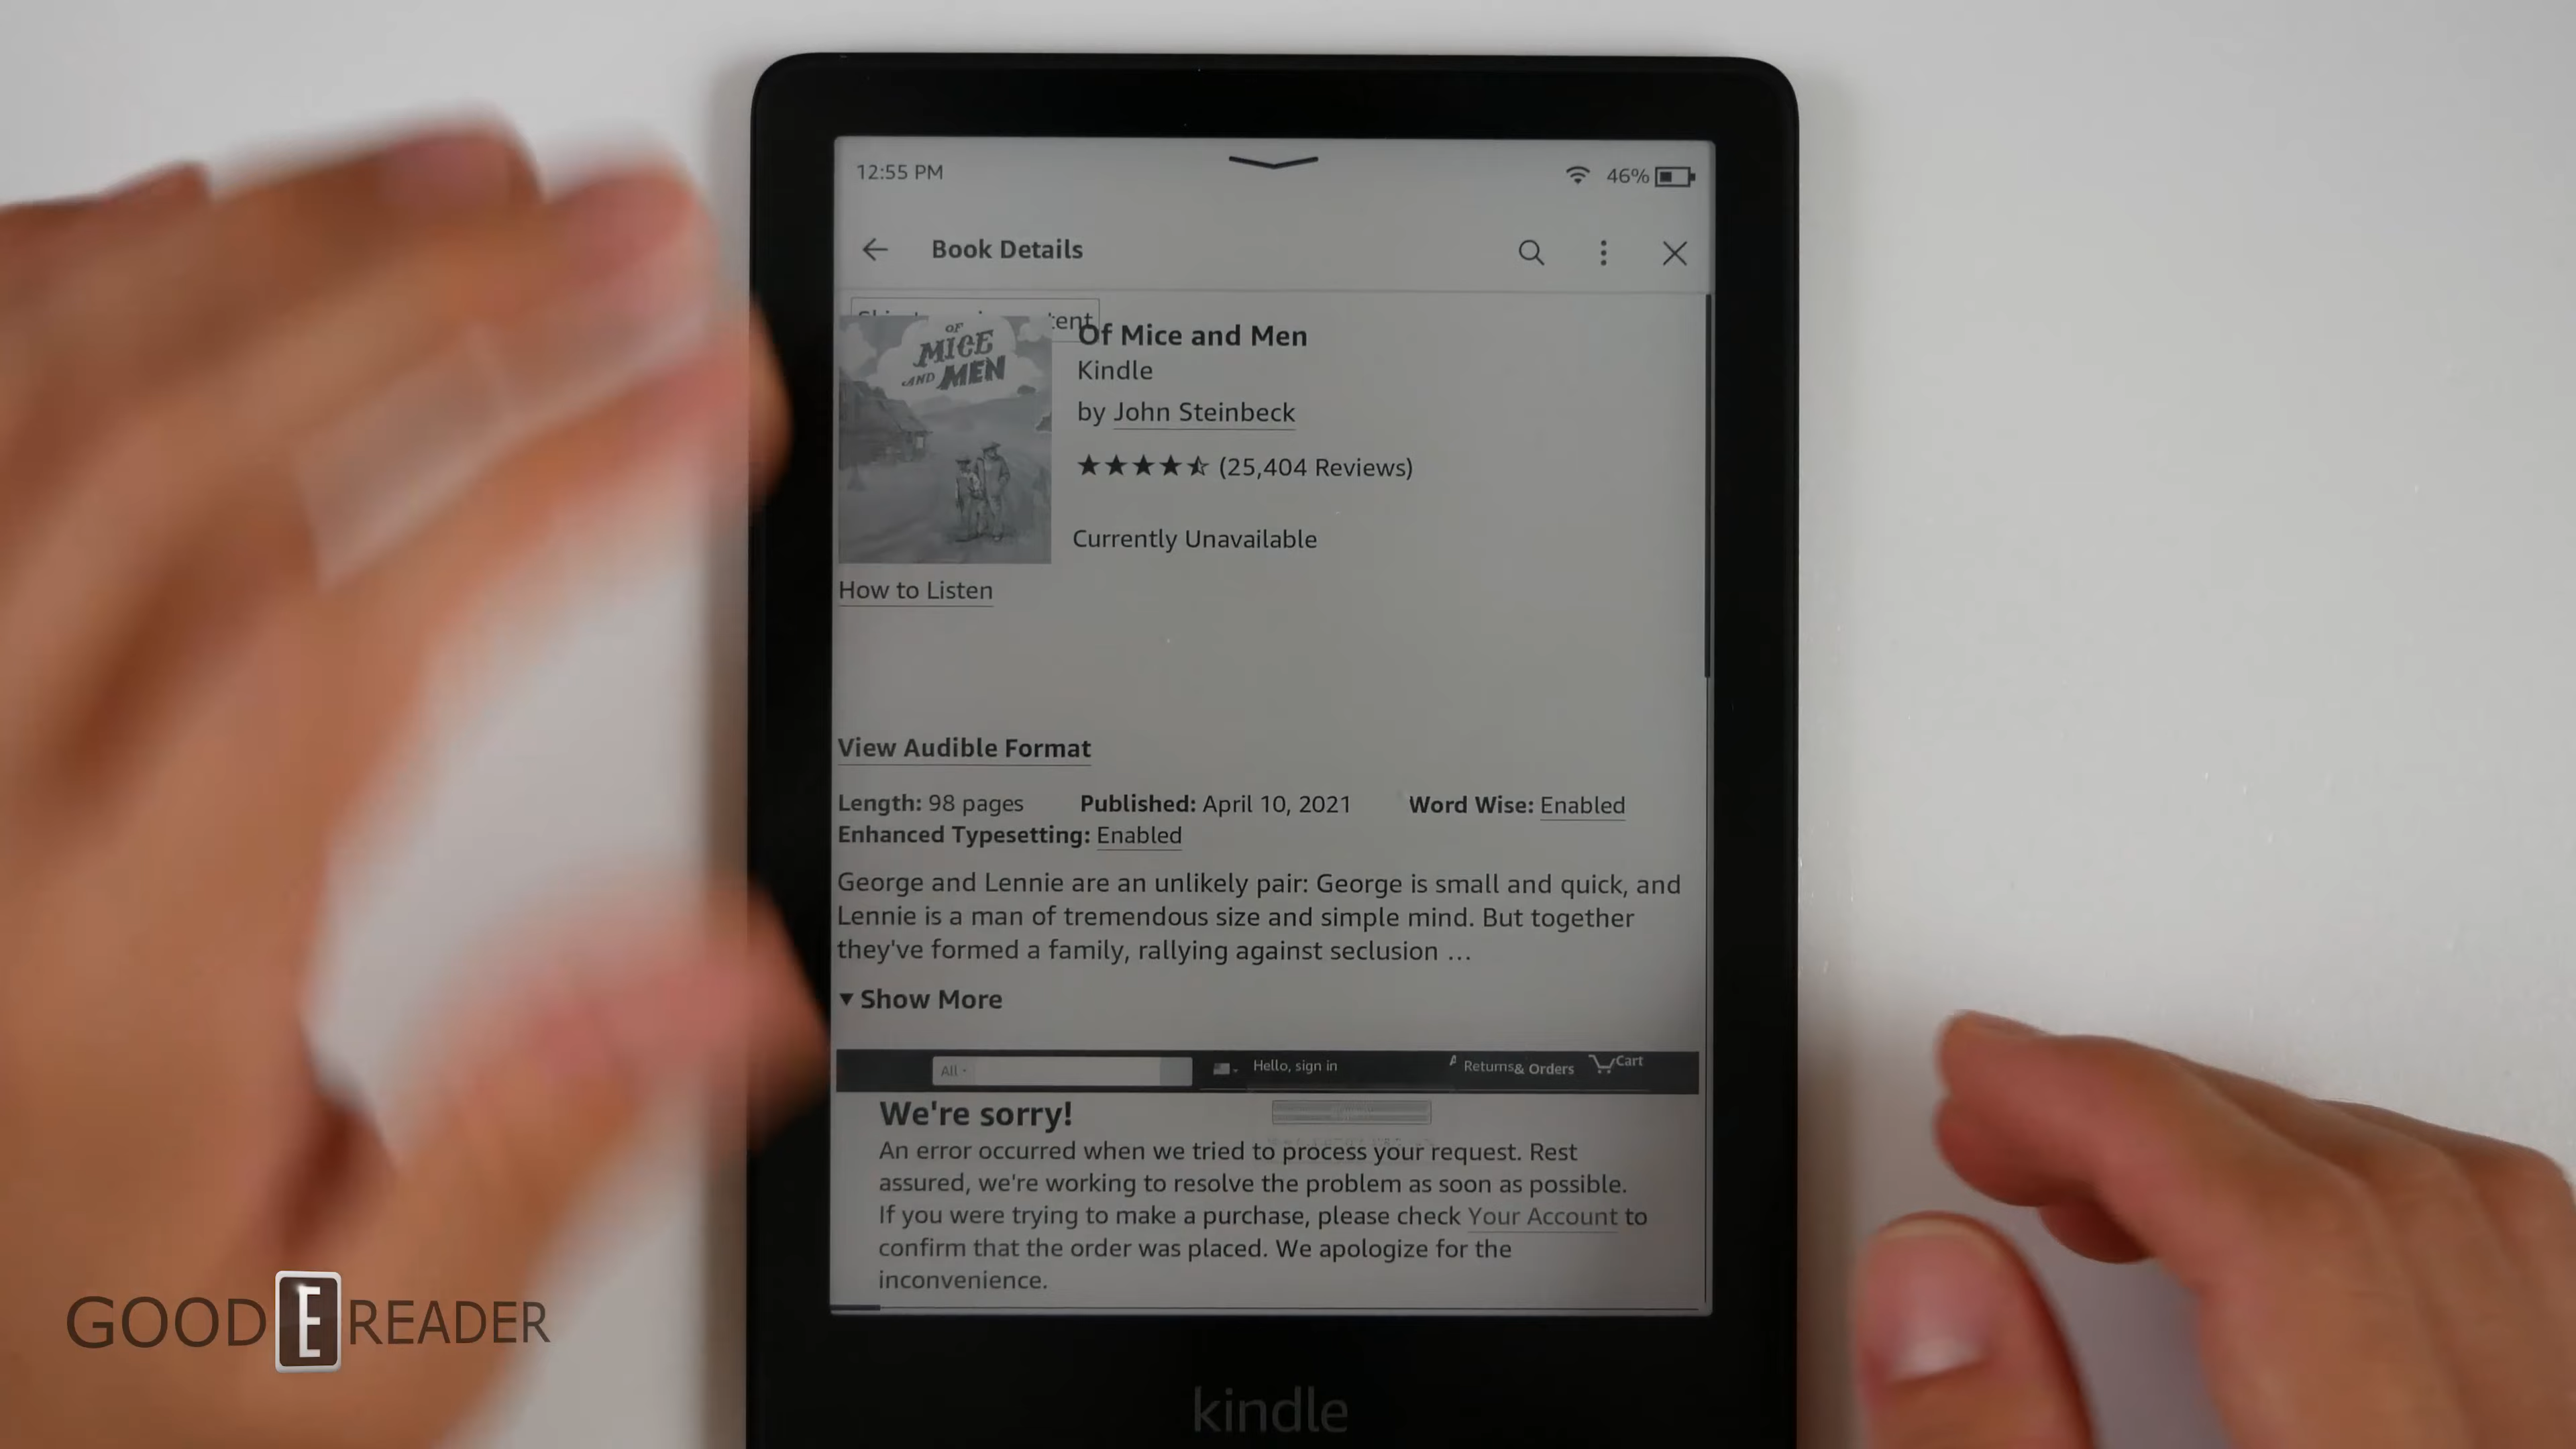 12:55 PM
46%
Book Details
tent
OF
MICE
AND MEN
Of Mice and Men
Kindle
by John Steinbeck
(25,404 Reviews)
Currently Unavailable
How to Listen
View Audible Format
Length: 98 pages Published: April 10, 2021 Word Wise: Enabled
Enhanced Typesetting: Enabled
George and Lennie are an unlikely pair: George is small and quick, and
Lennie is a man of tremendous size and simple mind. But together
they've formed a family, rallying against seclusion ...
Show More
All Hello, sign in Returns & Orders Cart
We're sorry!
An error occurred when we tried to process your request. Rest
assured, we're working to resolve the problem as soon as possible.
If you were trying to make a purchase, please check Your Account to
confirm that the order was placed. We apologize for the
inconvenience.
GOOD E READER
kindle